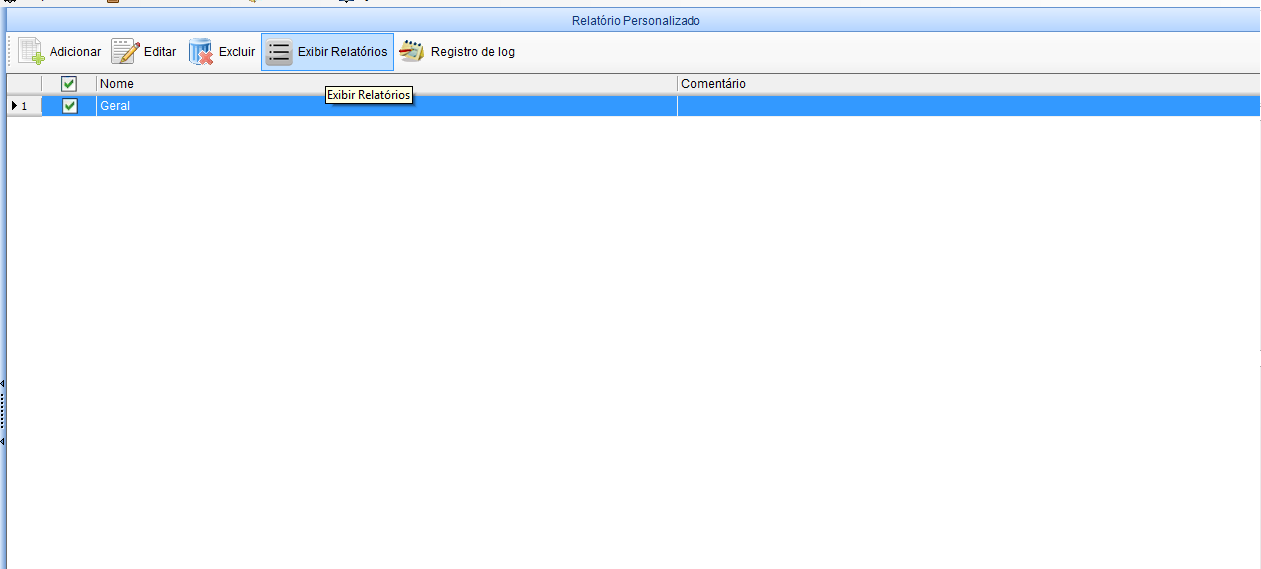 Relatório Personalizado
Adicionar Editar Excluir Exibir Relatórios Registro de log
Nome Comentário
Exibir Relatórios
1 Geral